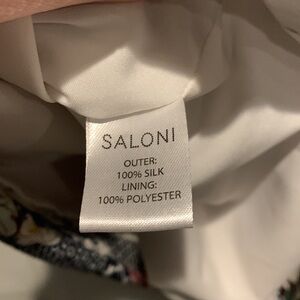 SALONI
OUTER:
100% SILK
LINING:
100% POLYESTER